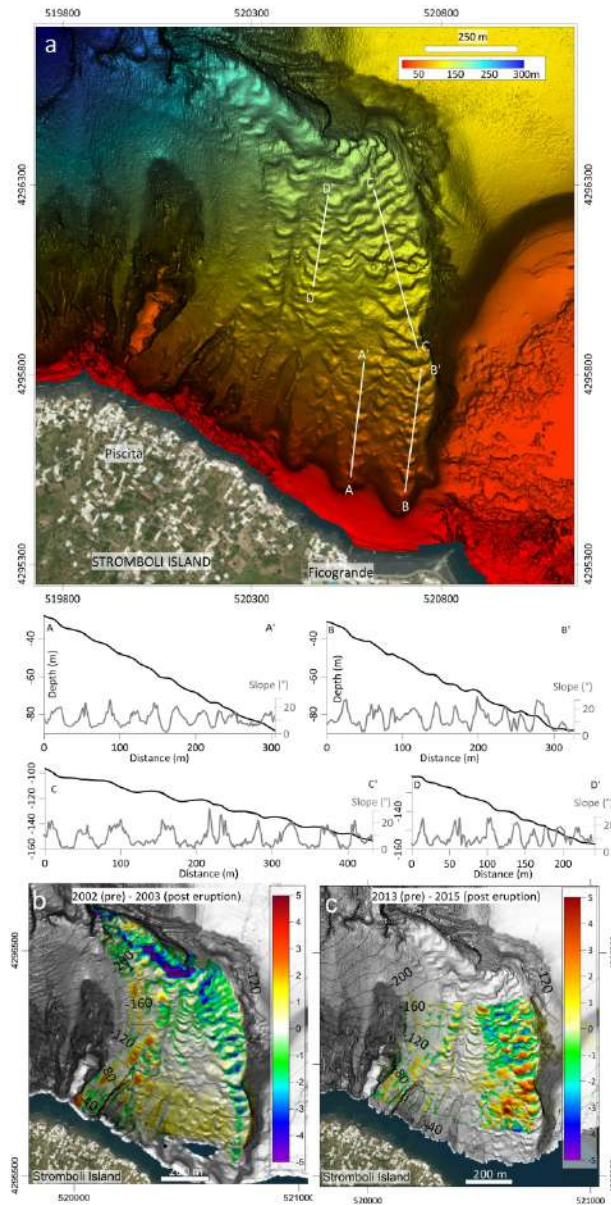 519800 520300 520800
a
250 m
50 150 250 300m
4296300 4296300
D' C'
D
A' C
B'
4295800 4295800
Piscità
A B
STROMBOLI ISLAND Ficogrande
4295300 4295300
519800 520300 520800
A A' B B'
Depth (m) Slope (°) Slope (°)
-40 -60 -80
20 0
0 100 200 300
Distance (m)
-40 -60 -80
20 0
0 100 200 300
Distance (m)
C C' D D'
Slope (°) Slope (°)
-100 -120 -140 -160
20 0
0 100 200 300 400
Distance (m)
-140 -160
20 0
0 50 100 150 200
Distance (m)
b 2002 (pre) - 2003 (post eruption)
5 4 3 2 1 0 -1 -2 -3 -4 -5
-120
-160
-120
-80
Stromboli Island 200 m
520000 521000
c 2013 (pre) - 2015 (post eruption)
5 4 3 2 1 0 -1 -2 -3 -4 -5
-200
-120
-160
-120
-80
-40
Stromboli Island 200 m
520000 521000